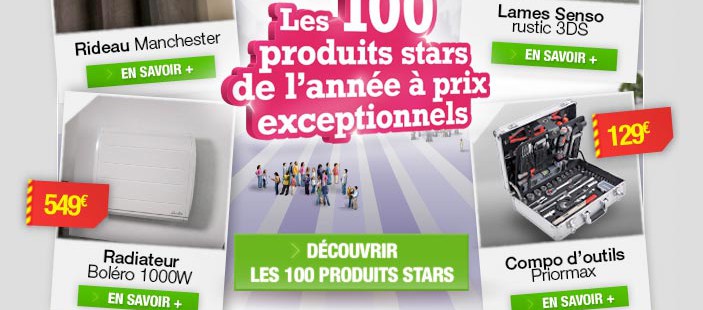 Rideau Manchester
EN SAVOIR +
549€
Radiateur
Boléro 1000W
EN SAVOIR +
Les 100
produits stars
de l'année à prix
exceptionnels
> DÉCOUVRIR
LES 100 PRODUITS STARS
Lames Senso
rustic 3DS
EN SAVOIR +
129€
Compo d'outils
Priormax
EN SAVOIR +